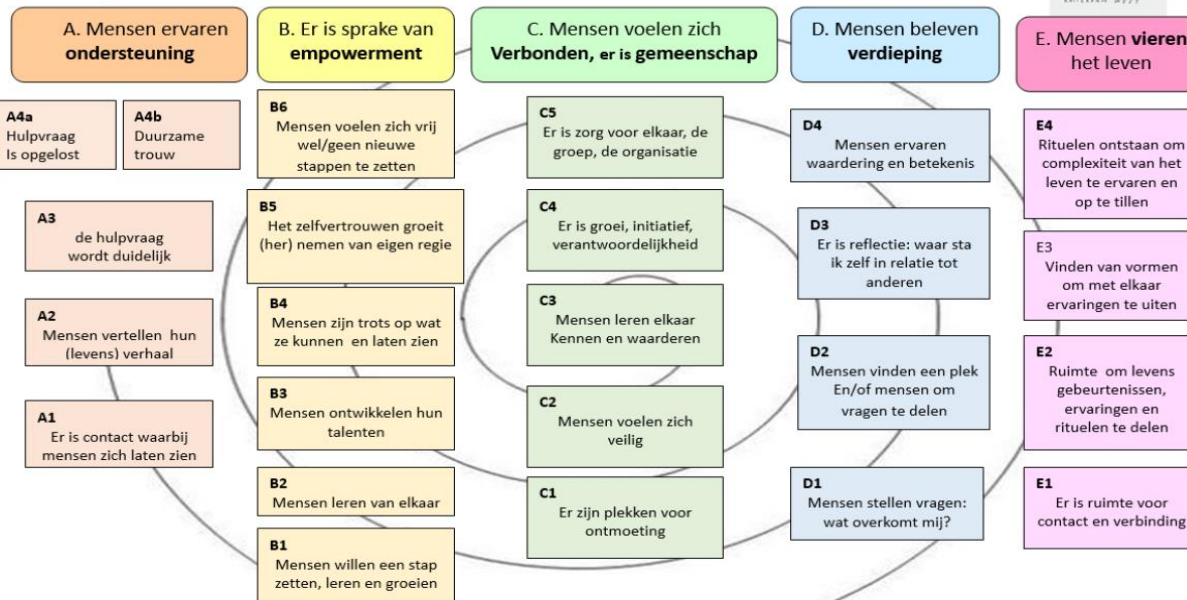 A. Mensen ervaren
ondersteuning
B. Er is sprake van
empowerment
C. Mensen voelen zich
Verbonden, er is gemeenschap
D. Mensen beleven
verdieping
E. Mensen vieren
het leven
A4a
Hulpvraag
Is opgelost
A4b
Duurzame
trouw
A3
de hulpvraag
wordt duidelijk
A2
Mensen vertellen hun
(levens) verhaal
A1
Er is contact waarbij
mensen zich laten zien
B6
Mensen voelen zich vrij
wel/geen nieuwe
stappen te zetten
B5
Het zelfvertrouwen groeit
(her) nemen van eigen regie
B4
Mensen zijn trots op wat
ze kunnen en laten zien
B3
Mensen ontwikkelen hun
talenten
B2
Mensen leren van elkaar
B1
Mensen willen een stap
zetten, leren en groeien
C5
Er is zorg voor elkaar, de
groep, de organisatie
C4
Er is groei, initiatief,
verantwoordelijkheid
C3
Mensen leren elkaar
Kennen en waarderen
C2
Mensen voelen zich
veilig
C1
Er zijn plekken voor
ontmoeting
D4
Mensen ervaren
waardering en betekenis
D3
Er is reflectie: waar sta
ik zelf in relatie tot
anderen
D2
Mensen vinden een plek
En/of mensen om
vragen te delen
D1
Mensen stellen vragen:
wat overkomt mij?
E4
Rituelen ontstaan om
complexiteit van het
leven te ervaren en
op te tillen
E3
Vinden van vormen
om met elkaar
ervaringen te uiten
E2
Ruimte om levens
gebeurtenissen,
ervaringen en
rituelen te delen
E1
Er is ruimte voor
contact en verbinding